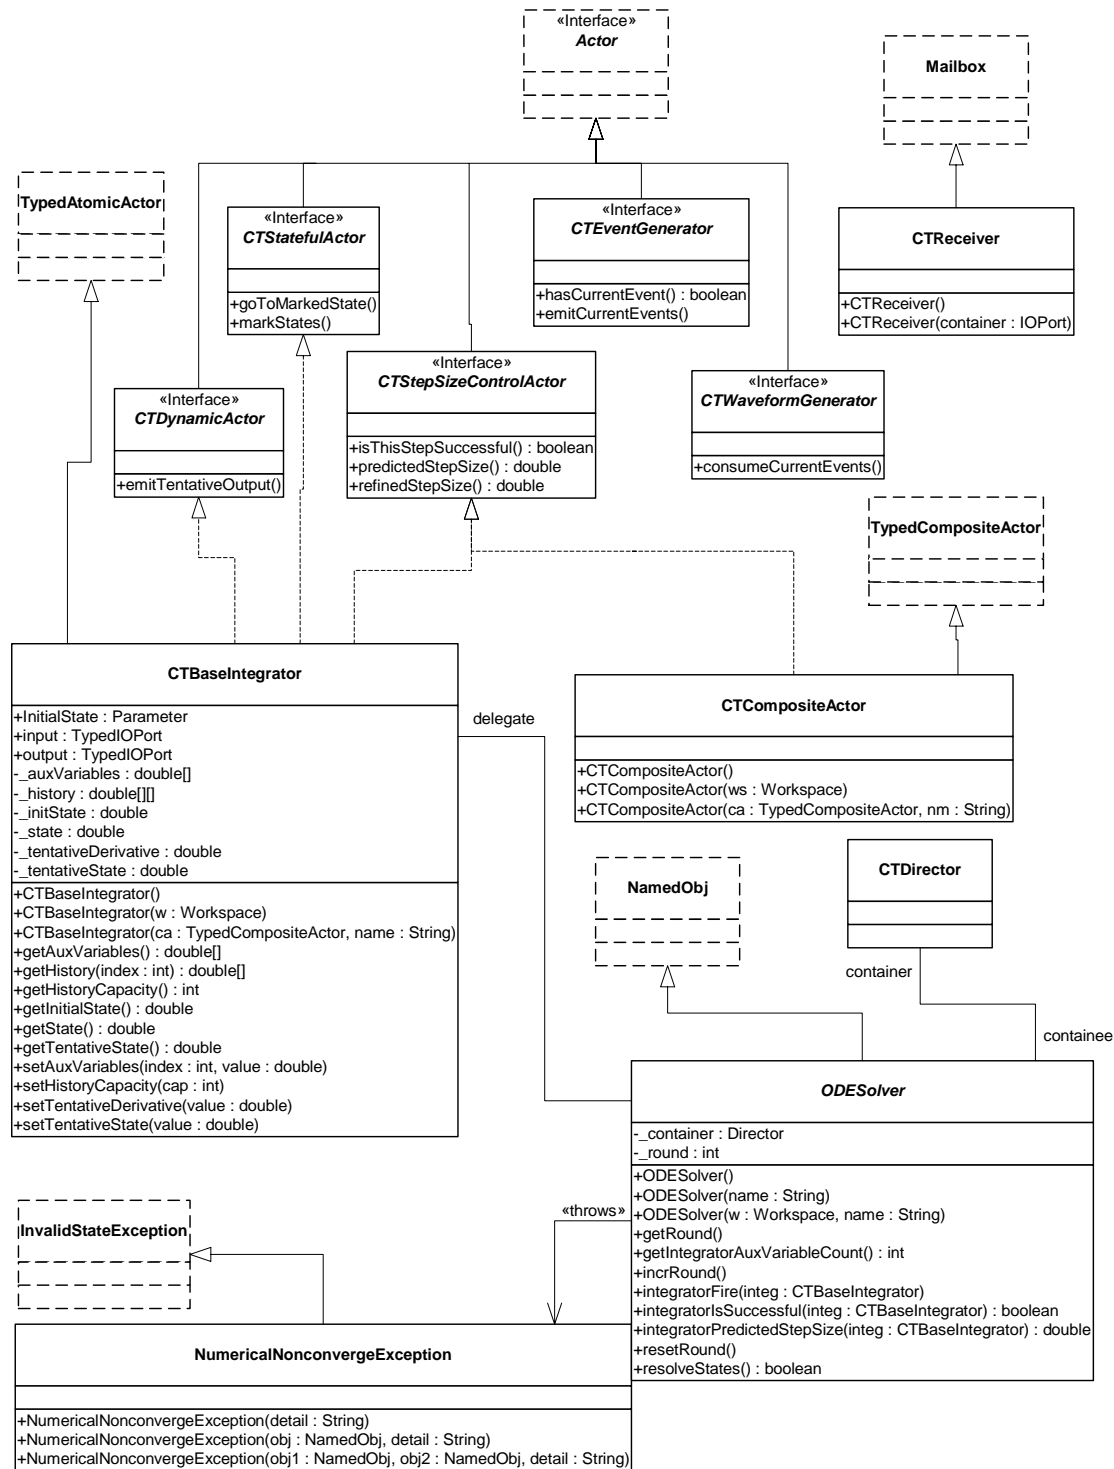 «Interface»
Actor
Mailbox
TypedAtomicActor
«Interface»
CTStatefulActor
+goToMarkedState()
+markStates()
«Interface»
CTEventGenerator
+hasCurrentEvent() : boolean
+emitCurrentEvents()
CTReceiver
+CTReceiver()
+CTReceiver(container : IOPort)
«Interface»
CTDynamicActor
+emitTentativeOutput()
«Interface»
CTStepSizeControlActor
+isThisStepSuccessful() : boolean
+predictedStepSize() : double
+refinedStepSize() : double
«Interface»
CTWaveformGenerator
+consumeCurrentEvents()
TypedCompositeActor
CTBaseIntegrator
+InitialState : Parameter
+input : TypedIOPort
+output : TypedIOPort
-_auxVariables : double[]
-_history : double[][]
-_initState : double
-_state : double
-_tentativeDerivative : double
-_tentativeState : double
+CTBaseIntegrator()
+CTBaseIntegrator(w : Workspace)
+CTBaseIntegrator(ca : TypedCompositeActor, name : String)
+getAuxVariables() : double[]
+getHistory(index : int) : double[]
+getHistoryCapacity() : int
+getInitialState() : double
+getState() : double
+getTentativeState() : double
+setAuxVariables(index : int, value : double)
+setHistoryCapacity(cap : int)
+setTentativeDerivative(value : double)
+setTentativeState(value : double)
delegate
CTCompositeActor
+CTCompositeActor()
+CTCompositeActor(ws : Workspace)
+CTCompositeActor(ca : TypedCompositeActor, nm : String)
NamedObj
CTDirector
container
containee
ODESolver
-_container : Director
-_round : int
+ODESolver()
+ODESolver(name : String)
+ODESolver(w : Workspace, name : String)
+getRound()
+getIntegratorAuxVariableCount() : int
+incrRound()
+integratorFire(integ : CTBaseIntegrator)
+integratorIsSuccessful(integ : CTBaseIntegrator) : boolean
+integratorPredictedStepSize(integ : CTBaseIntegrator) : double
+resetRound()
+resolveStates() : boolean
«throws»
InvalidStateException
NumericalNonconvergeException
+NumericalNonconvergeException(detail : String)
+NumericalNonconvergeException(obj : NamedObj, detail : String)
+NumericalNonconvergeException(obj1 : NamedObj, obj2 : NamedObj, detail : String)